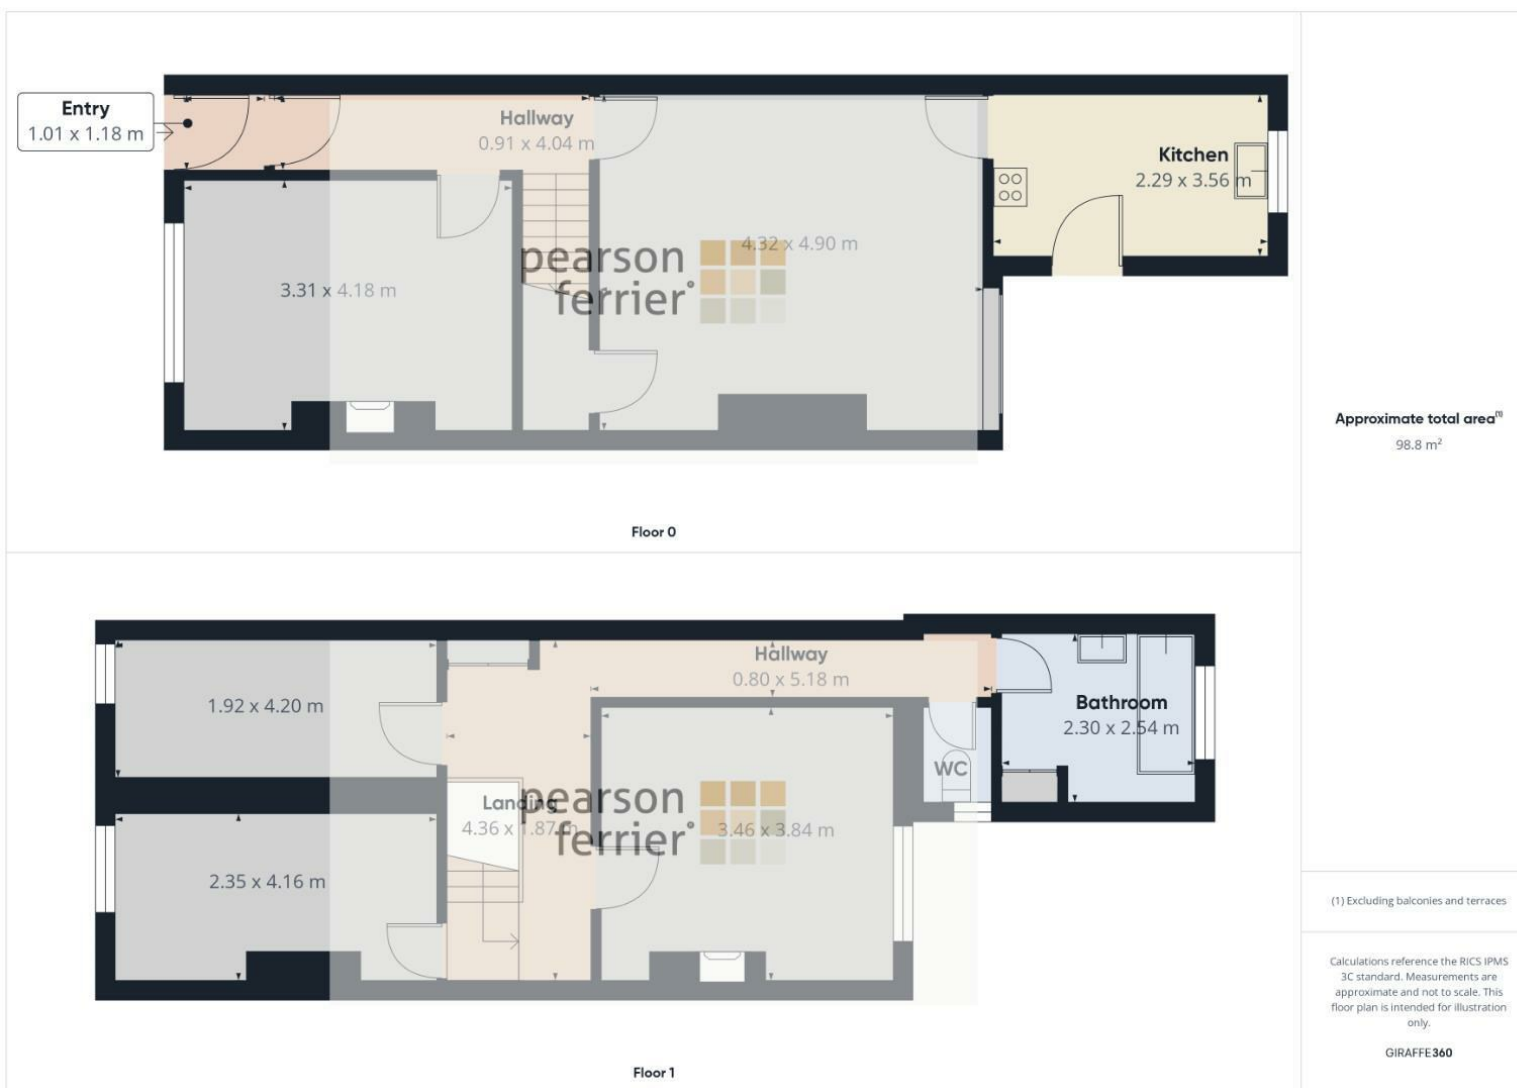 Entry
1.01 x 1.18 m
Hallway
0.91 x 4.04 m
Kitchen
2.29 x 3.56 m
4.32 x 4.90 m
3.31 x 4.18 m
pearson
ferrier
Approximate total area(1)
98.8 m²
Floor 0
Hallway
0.80 x 5.18 m
1.92 x 4.20 m
Bathroom
2.30 x 2.54 m
WC
Landing
4.36 x 1.87 m
pearson
ferrier
3.46 x 3.84 m
2.35 x 4.16 m
(1) Excluding balconies and terraces
Calculations reference the RICS IPMS
3C standard. Measurements are
approximate and not to scale. This
floor plan is intended for illustration
only.
GIRAFFE360
Floor 1